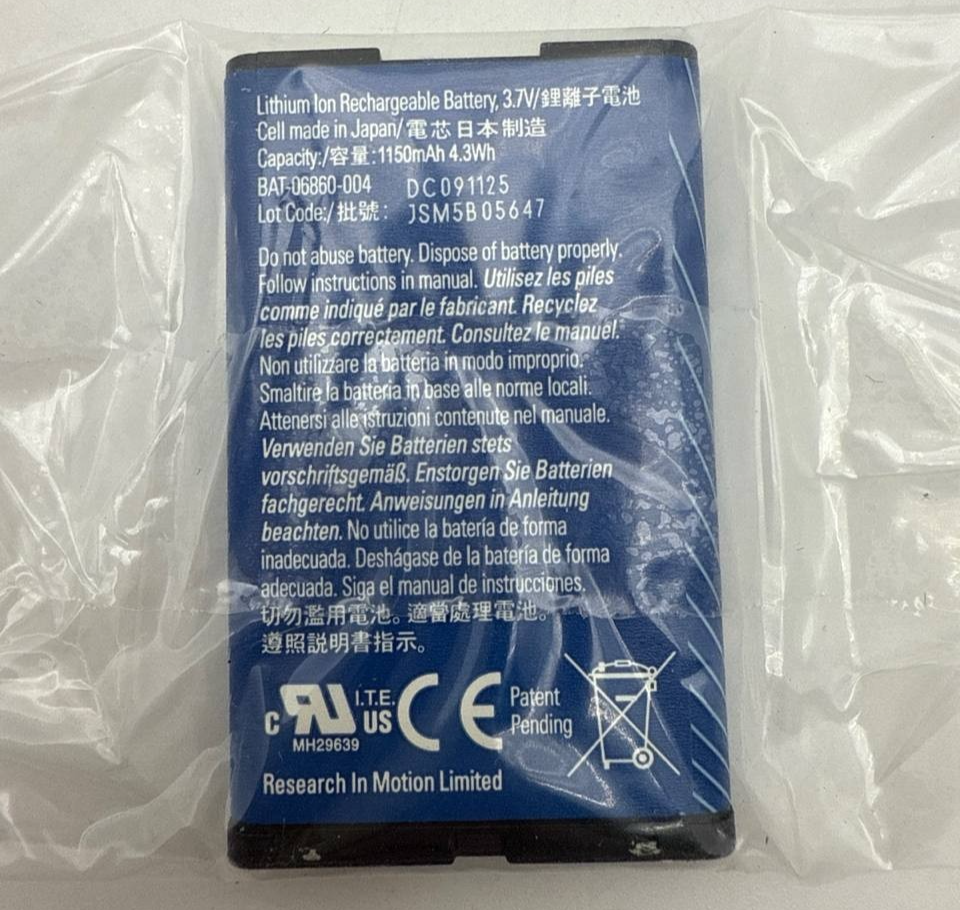 Lithium Ion Rechargeable Battery, 3.7V/鋰離子電池
Cell made in Japan/電芯日本制造
Capacity:/容量:1150mAh 4.3Wh
BAT-06860-004 DC091125
Lot Code:/批號: JSM5B05647
Do not abuse battery. Dispose of battery properly.
Follow instructions in manual. Utilisez les piles
comme indiqué par le fabricant. Recyclez
les piles correctement. Consultez le manuel.
Non utilizzare la batteria in modo improprio.
Smaltire la batteria in base alle norme locali.
Attenersi alle istruzioni contenute nel manuale.
Verwenden Sie Batterien stets
vorschriftsgemäß. Enstorgen Sie Batterien
fachgerecht. Anweisungen in Anleitung
beachten. No utilice la batería de forma
inadecuada. Deshágase de la batería de forma
adecuada. Siga el manual de instrucciones.
切勿濫用電池。適當處理電池。
遵照説明書指示。
c RU US I.T.E. CE Patent
MH29639 Pending
Research In Motion Limited